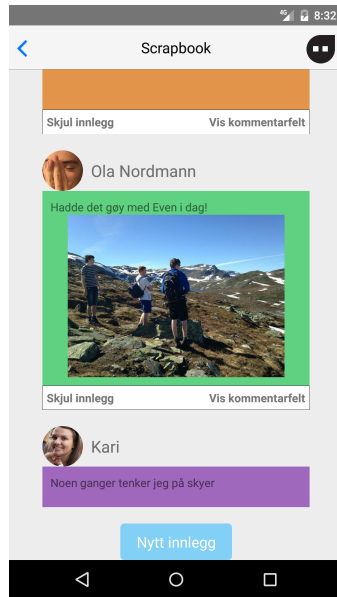 4G 8:32
Scrapbook
Skjul innlegg Vis kommentarfelt
Ola Nordmann
Hadde det gøy med Even i dag!
Skjul innlegg Vis kommentarfelt
Kari
Noen ganger tenker jeg på skyer
Nytt innlegg